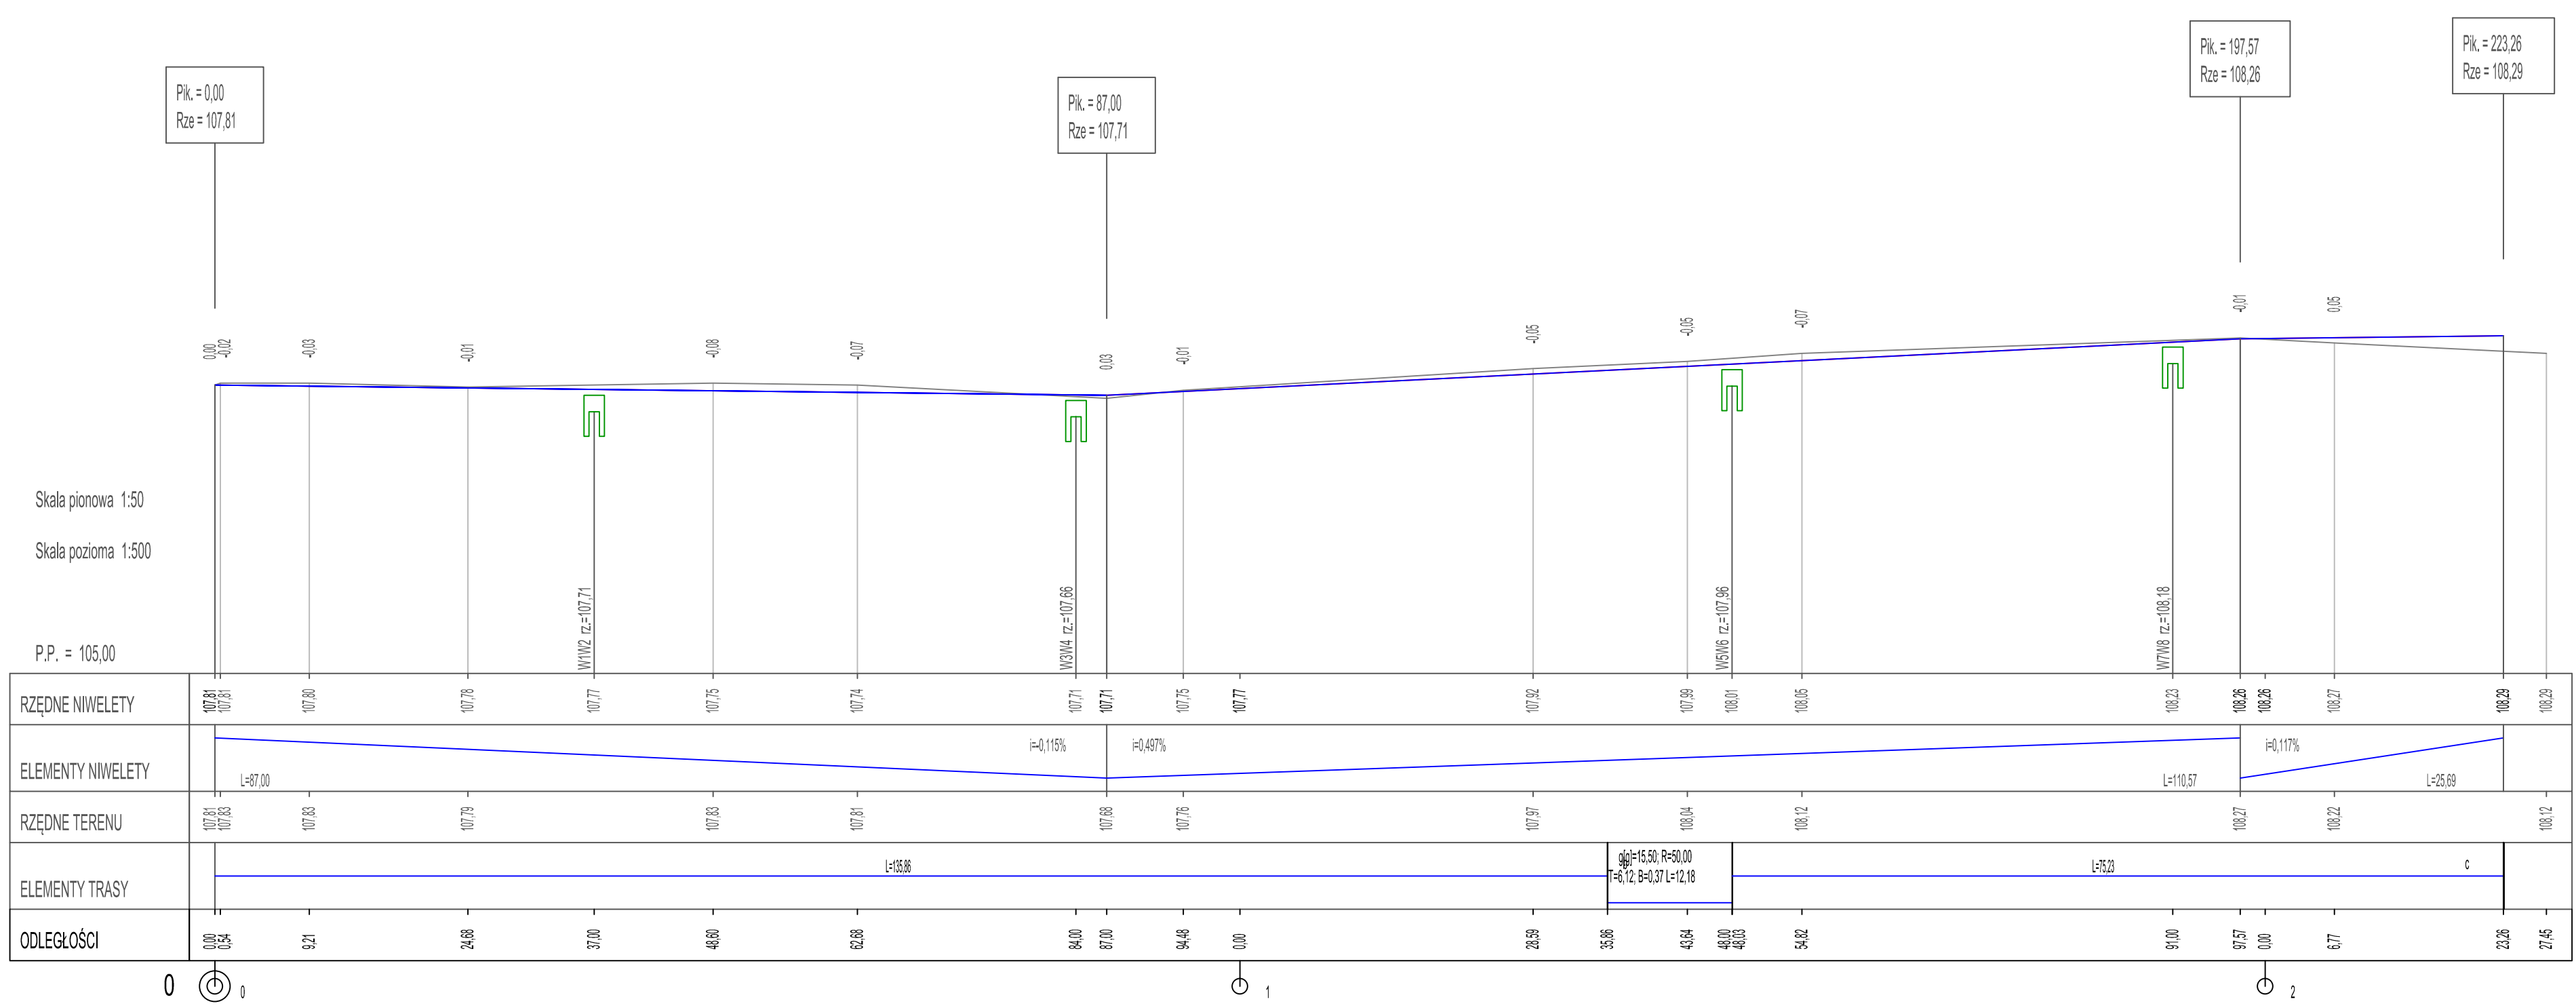 Pik. = 0,00
Rze = 107,81
Pik. = 87,00
Rze = 107,71
Pik. = 197,57
Rze = 108,26
Pik. = 223,26
Rze = 108,29
0,00 -0,02 -0,03 -0,01 -0,08 -0,07 0,03 -0,01 -0,05 -0,05 -0,07 -0,01 0,05
Skala pionowa 1:50
Skala pozioma 1:500
P.P. = 105,00
W1W2 rz.=107,71
W3W4 rz.=107,66
W5W6 rz.=107,96
W7W8 rz.=108,18
RZĘDNE NIWELETY 107,81 107,81 107,80 107,78 107,77 107,75 107,74 107,71 107,71 107,75 107,77 107,92 107,99 108,01 108,05 108,23 108,26 108,26 108,27 108,29 108,29
ELEMENTY NIWELETY L=87,00 i=-0,115% i=0,497% L=110,57 i=0,117% L=25,69
RZĘDNE TERENU 107,81 107,83 107,83 107,79 107,83 107,81 107,68 107,76 107,97 108,04 108,12 108,27 108,22 108,12
ELEMENTY TRASY L=135,86
g[g]=15,50; R=50,00
T=6,12; B=0,37 L=12,18
L=75,23 C
ODLEGŁOŚCI 0,00 0,54 9,21 24,68 37,00 48,60 62,68 84,00 87,00 94,48 0,00 28,59 35,86 43,64 48,00 48,03 54,82 91,00 97,57 0,00 6,77 23,26 27,45
0 0 1 2